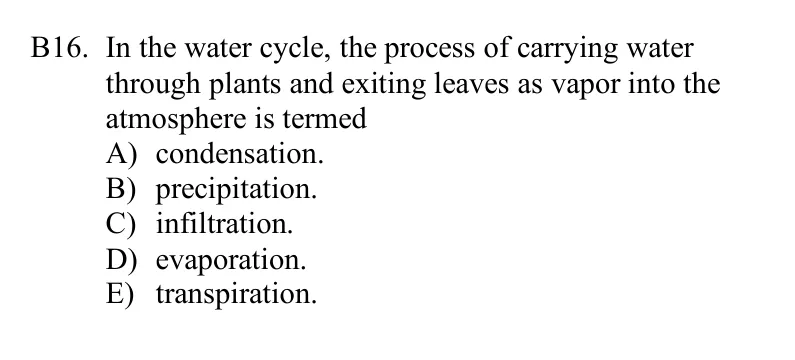 B16. In the water cycle, the process of carrying water
through plants and exiting leaves as vapor into the
atmosphere is termed
A) condensation.
B) precipitation.
C) infiltration.
D) evaporation.
E) transpiration.